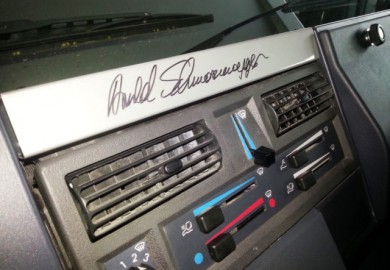 Arnold Schwarzenegger
1 2 3